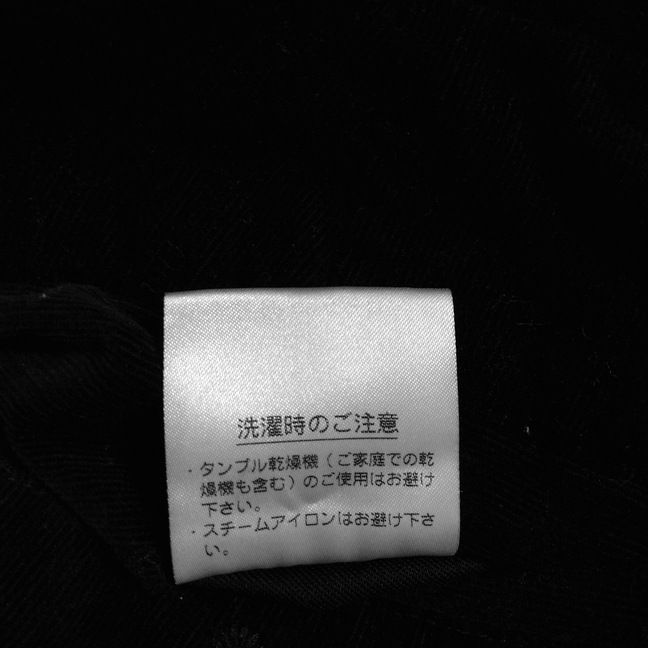 洗濯時のご注意
・タンブル乾燥機（ご家庭での乾
燥機も含む）のご使用はお避け
下さい。
・スチームアイロンはお避け下さ
い。